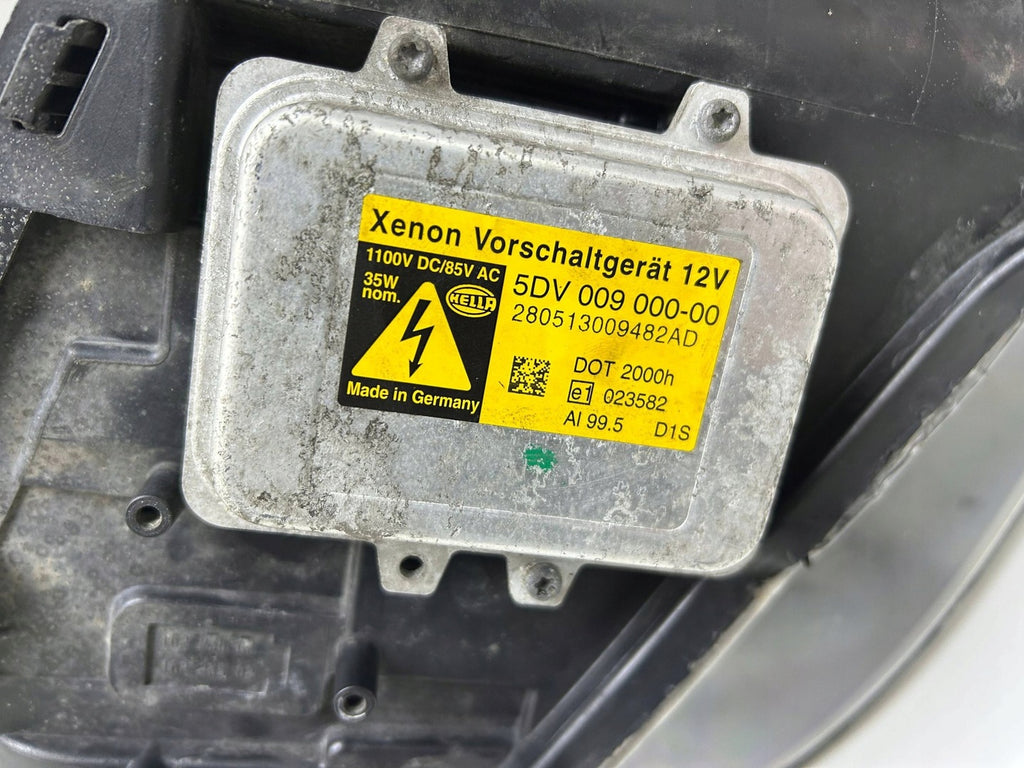 Xenon Vorschaltgerät 12V
1100V DC/85V AC
35W
nom.
HELLA
Made in Germany
5DV 009 000-00
280513009482AD
DOT 2000h
e1 023582
Al 99.5 D1S